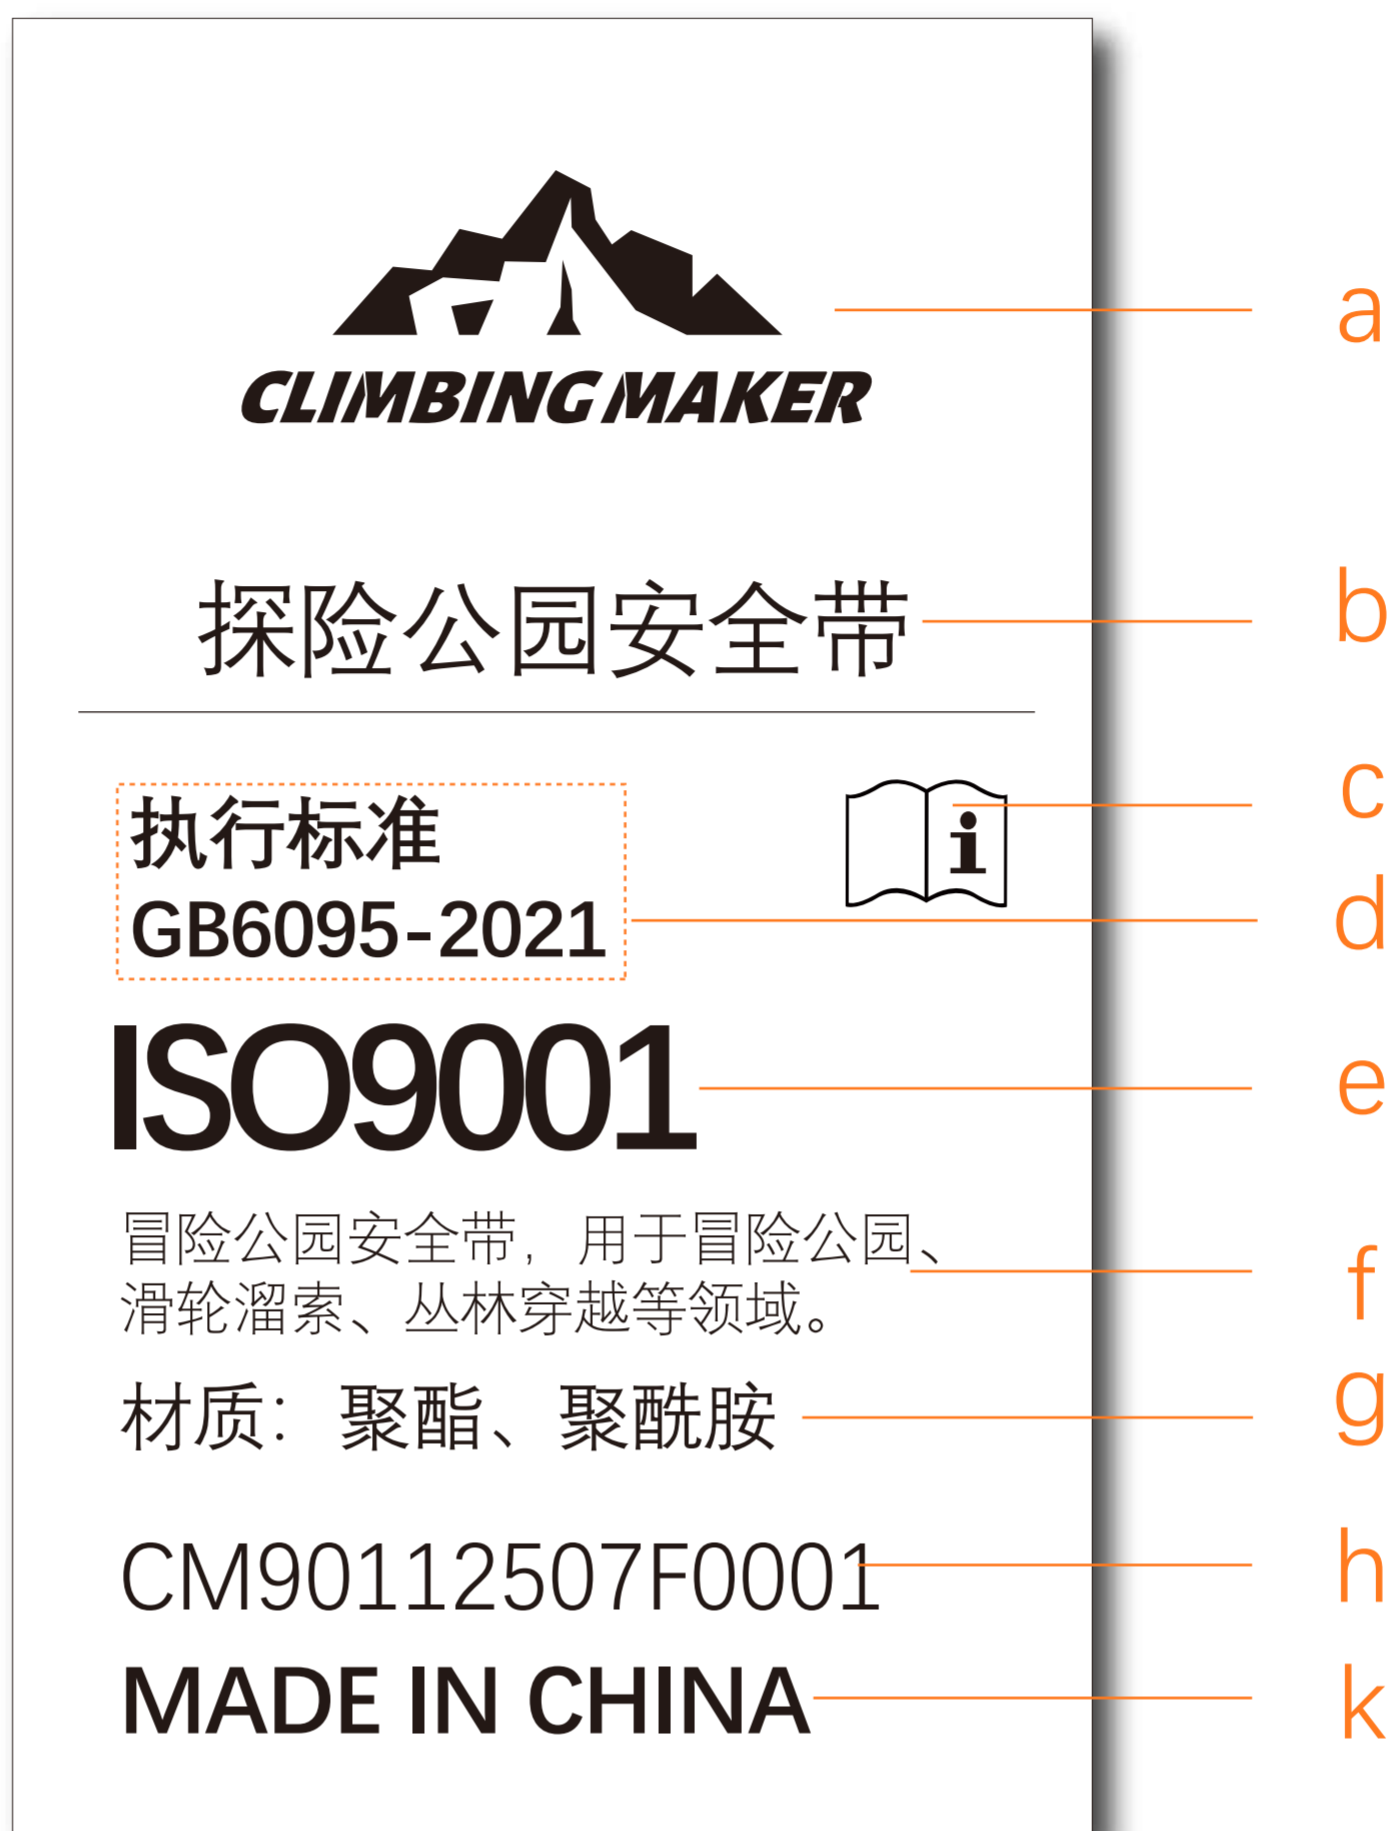 CLIMBING MAKER
a
探险公园安全带
b
c
执行标准
i
GB6095-2021
d
ISO9001
e
冒险公园安全带，用于冒险公园、
滑轮溜索、丛林穿越等领域。
f
材质：聚酯、聚酰胺
g
CM90112507F0001
h
MADE IN CHINA
k